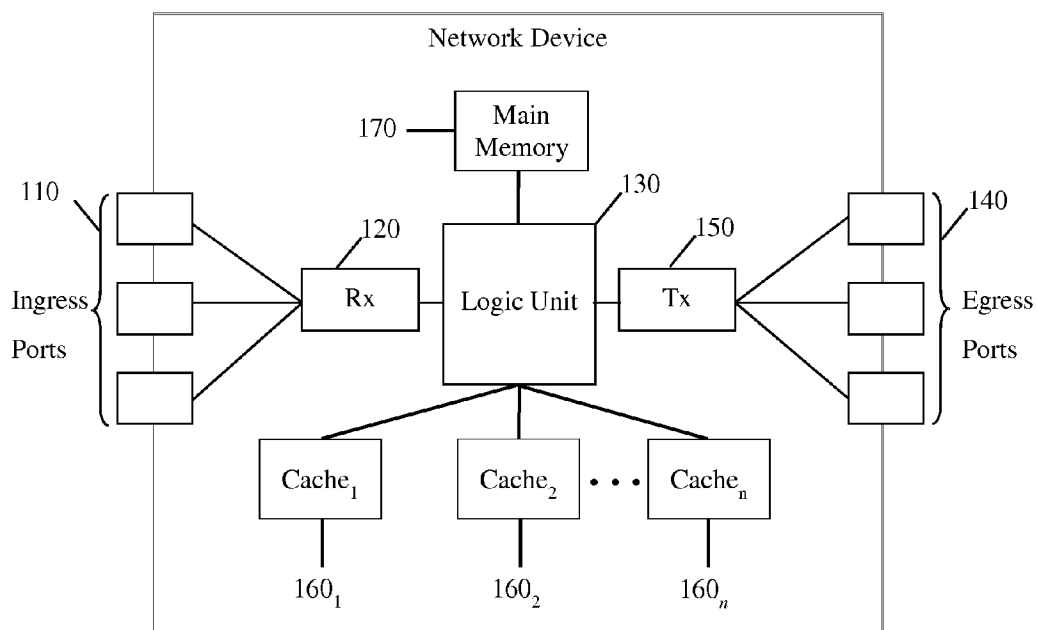 Network Device
Main
Memory
170
110
130
140
120
150
Ingress
Ports
Rx
Logic Unit
Tx
Egress
Ports
Cache₁
Cache₂
• • •
Cacheₙ
160₁
160₂
160ₙ